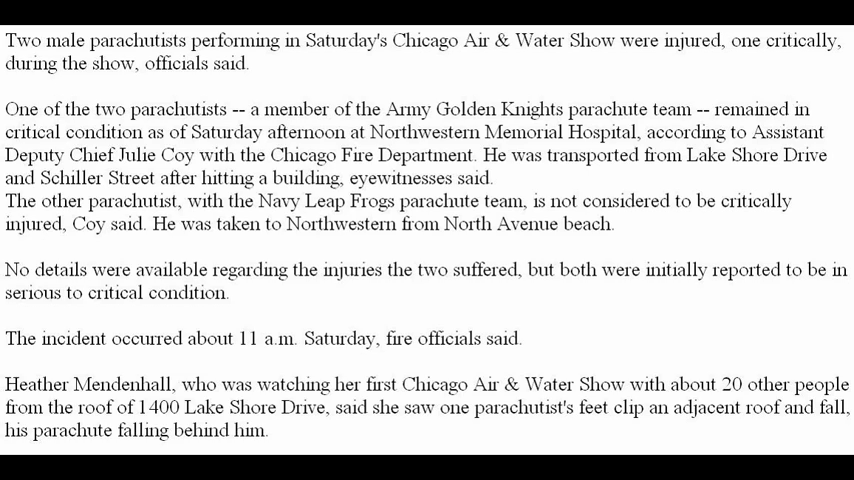 Two male parachutists performing in Saturday's Chicago Air & Water Show were injured, one critically,
during the show, officials said.
One of the two parachutists -- a member of the Army Golden Knights parachute team -- remained in
critical condition as of Saturday afternoon at Northwestern Memorial Hospital, according to Assistant
Deputy Chief Julie Coy with the Chicago Fire Department. He was transported from Lake Shore Drive
and Schiller Street after hitting a building, eyewitnesses said.
The other parachutist, with the Navy Leap Frogs parachute team, is not considered to be critically
injured, Coy said. He was taken to Northwestern from North Avenue beach.
No details were available regarding the injuries the two suffered, but both were initially reported to be in
serious to critical condition.
The incident occurred about 11 a.m. Saturday, fire officials said.
Heather Mendenhall, who was watching her first Chicago Air & Water Show with about 20 other people
from the roof of 1400 Lake Shore Drive, said she saw one parachutist's feet clip an adjacent roof and fall,
his parachute falling behind him.